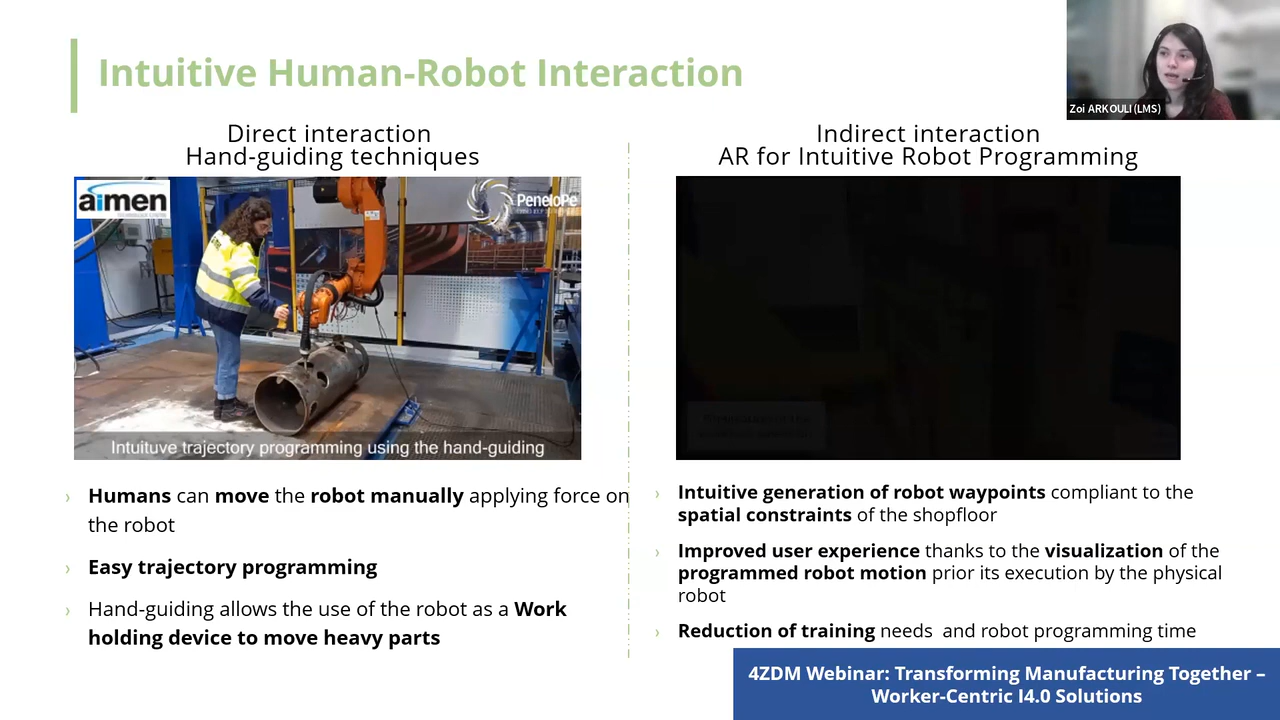 Intuitive Human-Robot Interaction
Zoi ARKOULI (LMS)
Direct interaction
Hand-guiding techniques
aimen
PeneloPe
Intuituve trajectory programming using the hand-guiding
› Humans can move the robot manually applying force on
the robot
› Easy trajectory programming
› Hand-guiding allows the use of the robot as a Work
holding device to move heavy parts
Indirect interaction
AR for Intuitive Robot Programming
› Intuitive generation of robot waypoints compliant to the
spatial constraints of the shopfloor
› Improved user experience thanks to the visualization of the
programmed robot motion prior its execution by the physical
robot
› Reduction of training needs and robot programming time
4ZDM Webinar: Transforming Manufacturing Together –
Worker-Centric I4.0 Solutions